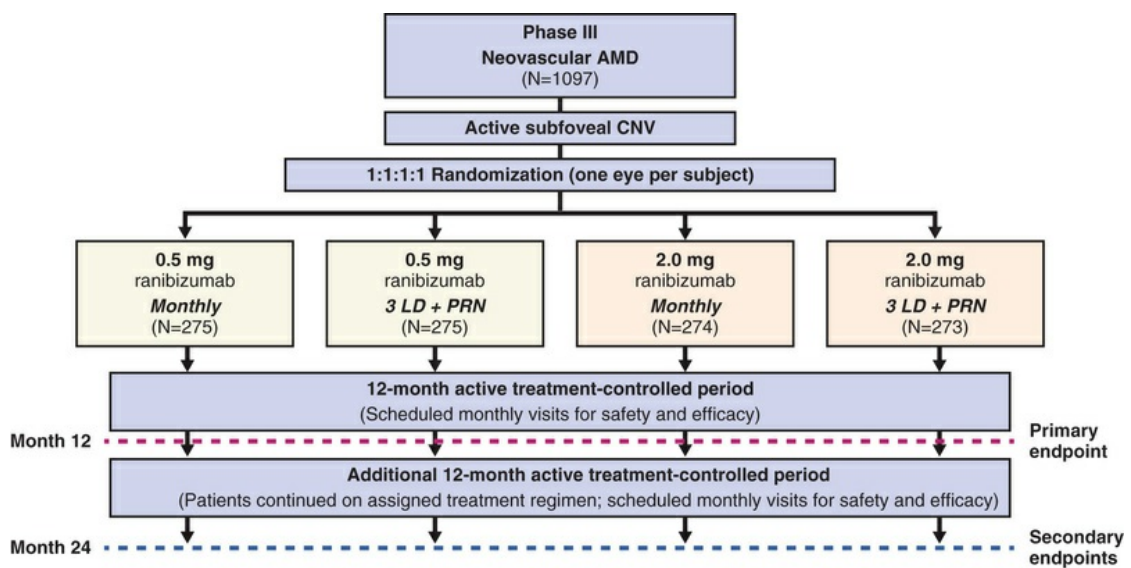 Phase III
Neovascular AMD
(N=1097)
Active subfoveal CNV
1:1:1:1 Randomization (one eye per subject)
0.5 mg
ranibizumab
Monthly
(N=275)
0.5 mg
ranibizumab
3 LD + PRN
(N=275)
2.0 mg
ranibizumab
Monthly
(N=274)
2.0 mg
ranibizumab
3 LD + PRN
(N=273)
12-month active treatment-controlled period
(Scheduled monthly visits for safety and efficacy)
Month 12
Primary
endpoint
Additional 12-month active treatment-controlled period
(Patients continued on assigned treatment regimen; scheduled monthly visits for safety and efficacy)
Month 24
Secondary
endpoints